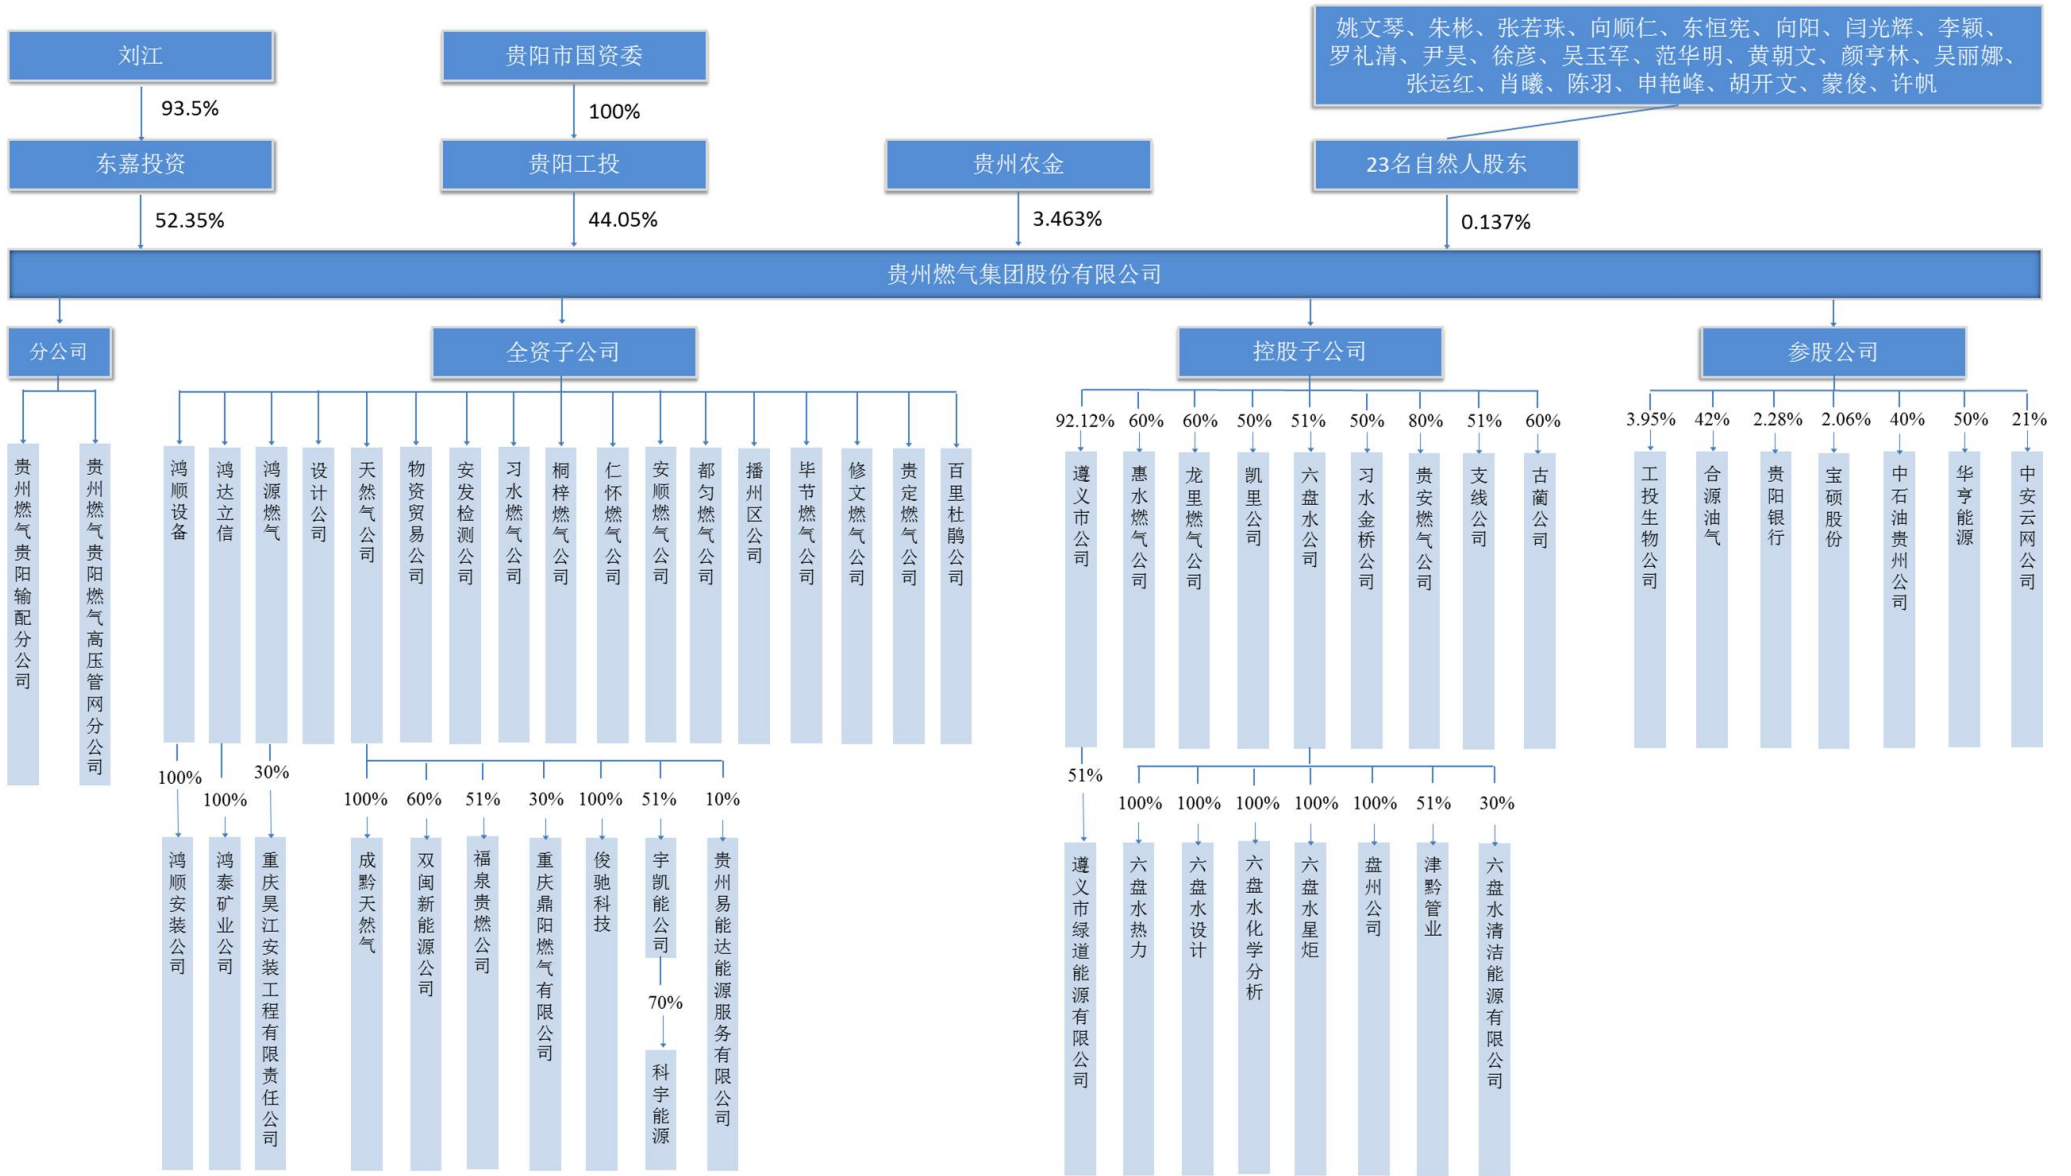 姚文琴、朱彬、张若珠、向顺仁、东恒宪、向阳、闫光辉、李颖、
罗礼清、尹昊、徐彦、吴玉军、范华明、黄朝文、颜亨林、吴丽娜、
张运红、肖曦、陈羽、申艳峰、胡开文、蒙俊、许帆
刘江
贵阳市国资委
93.5%
100%
东嘉投资
贵阳工投
贵州农金
23名自然人股东
52.35%
44.05%
3.463%
0.137%
贵州燃气集团股份有限公司
分公司
全资子公司
控股子公司
参股公司
贵州燃气贵阳输配分公司
贵州燃气贵阳燃气高压管网分公司
鸿顺设备
鸿达立信
鸿源燃气
设计公司
天然气公司
物资贸易公司
安发检测公司
习水燃气公司
桐梓燃气公司
仁怀燃气公司
安顺燃气公司
都匀燃气公司
播州区公司
毕节燃气公司
修文燃气公司
贵定燃气公司
百里杜鹃公司
92.12%
60%
60%
50%
51%
50%
80%
51%
60%
遵义市公司
惠水燃气公司
龙里燃气公司
凯里公司
六盘水公司
习水金桥公司
贵安燃气公司
支线公司
古蔺公司
3.95%
42%
2.28%
2.06%
40%
50%
21%
工投生物公司
合源油气
贵阳银行
宝硕股份
中石油贵州公司
华亨能源
中安云网公司
100%
100%
30%
鸿顺安装公司
鸿泰矿业公司
重庆昊江安装工程有限责任公司
100%
60%
51%
30%
100%
51%
10%
成黔天然气
双闽新能源公司
福泉贵燃公司
重庆鼎阳燃气有限公司
俊驰科技
宇凯能公司
贵州易能达能源服务有限公司
70%
科宇能源
51%
遵义市绿道能源有限公司
100%
100%
100%
100%
100%
51%
30%
六盘水热力
六盘水设计
六盘水化学分析
六盘水星炬
盘州公司
津黔管业
六盘水清洁能源有限公司